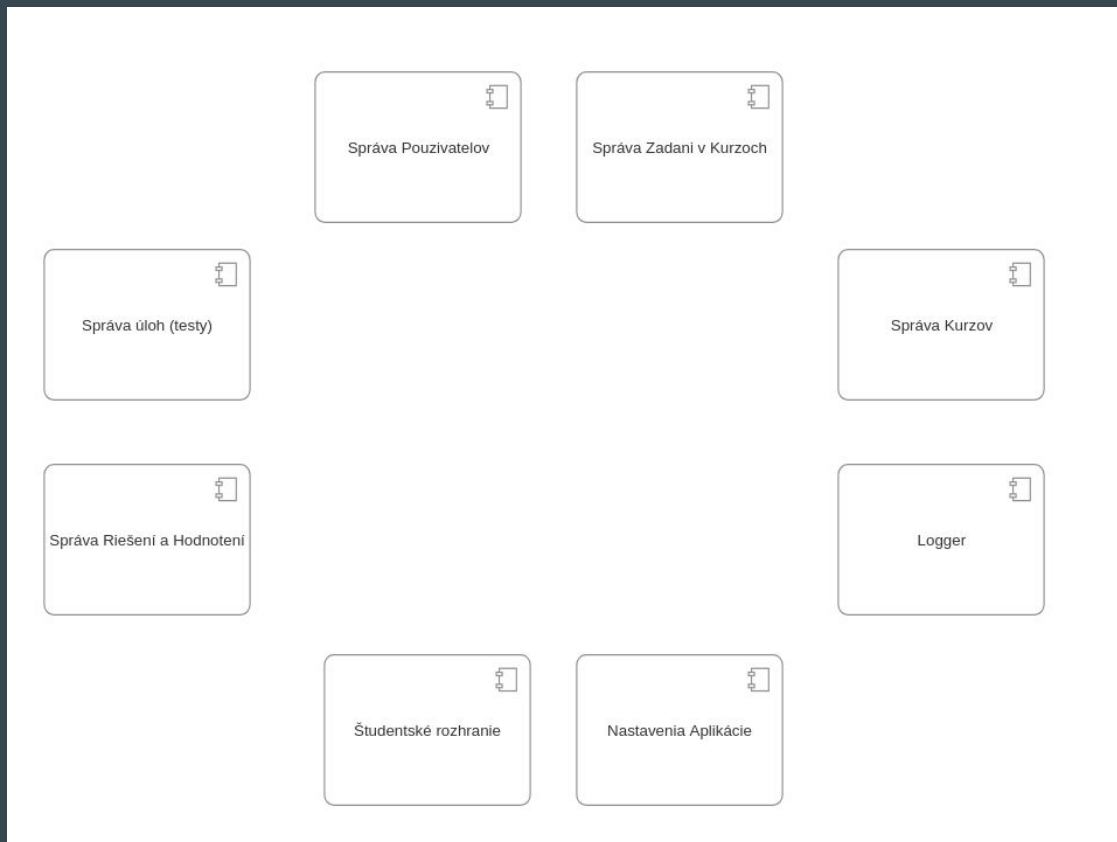 Správa Pouzivatelov
Správa Zadani v Kurzoch
Správa úloh (testy)
Správa Kurzov
Správa Riešení a Hodnotení
Logger
Študentské rozhranie
Nastavenia Aplikácie